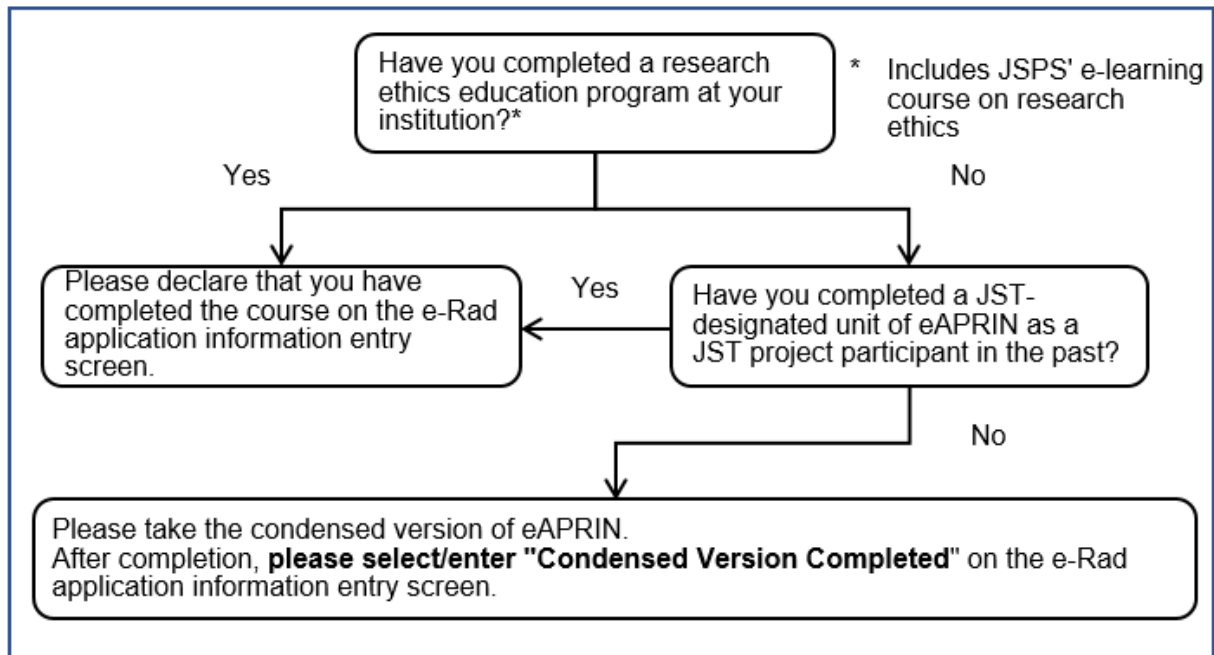 Have you completed a research
ethics education program at your
institution?*
* Includes JSPS' e-learning
course on research
ethics
Yes
No
Please declare that you have
completed the course on the e-Rad
application information entry
screen.
Yes
Have you completed a JST-
designated unit of eAPRIN as a
JST project participant in the past?
No
Please take the condensed version of eAPRIN.
After completion, please select/enter "Condensed Version Completed" on the e-Rad
application information entry screen.